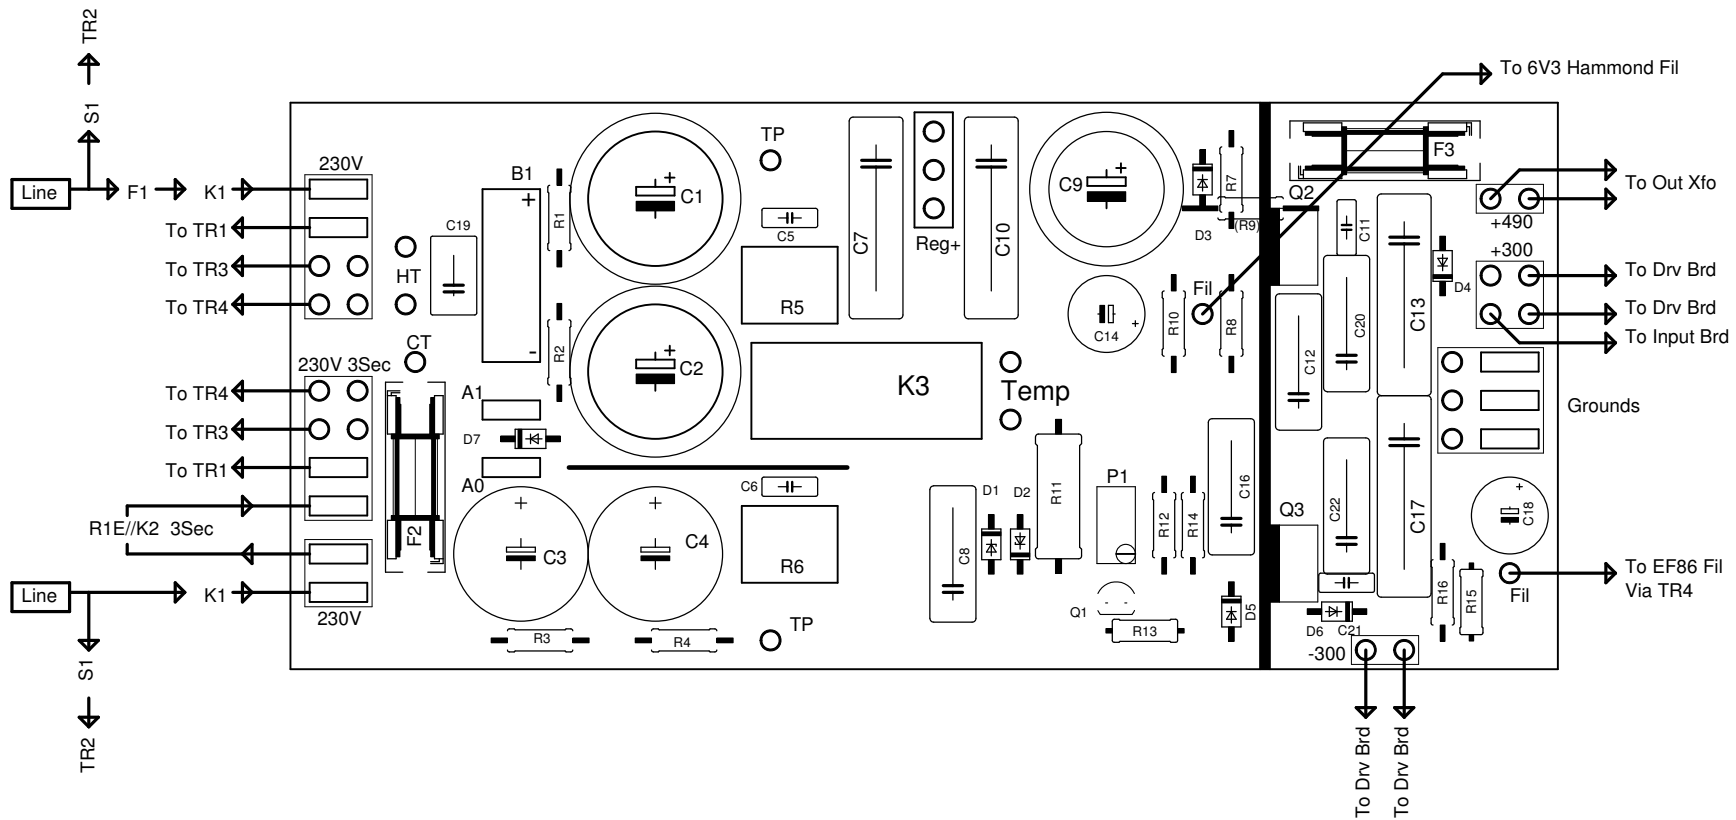 TR2
S1
Line
F1
K1
230V
To TR1
To TR3
To TR4
HT
CT
230V 3Sec
To TR4
To TR3
To TR1
R1E//K2 3Sec
Line
K1
230V
S1
TR2
C19
B1
+
-
R1
R2
A1
D7
A0
F2
+
C1
+
C2
+
C3
+
C4
R3
R4
TP
C5
R5
K3
C6
R6
TP
C7
Reg+
C10
Temp
+
C9
C14
+
D3
R7
(R9)
R10
Fil
R8
C8
D1
D2
R11
P1
Q1
R13
R12
R14
C16
D5
Q2
Q3
F3
C11
C20
C12
C13
D4
C22
C17
D6
C21
R16
R15
+
C18
Fil
+490
+300
-300
To 6V3 Hammond Fil
To Out Xfo
To Drv Brd
To Drv Brd
To Input Brd
Grounds
To EF86 Fil
Via TR4
To Drv Brd
To Drv Brd